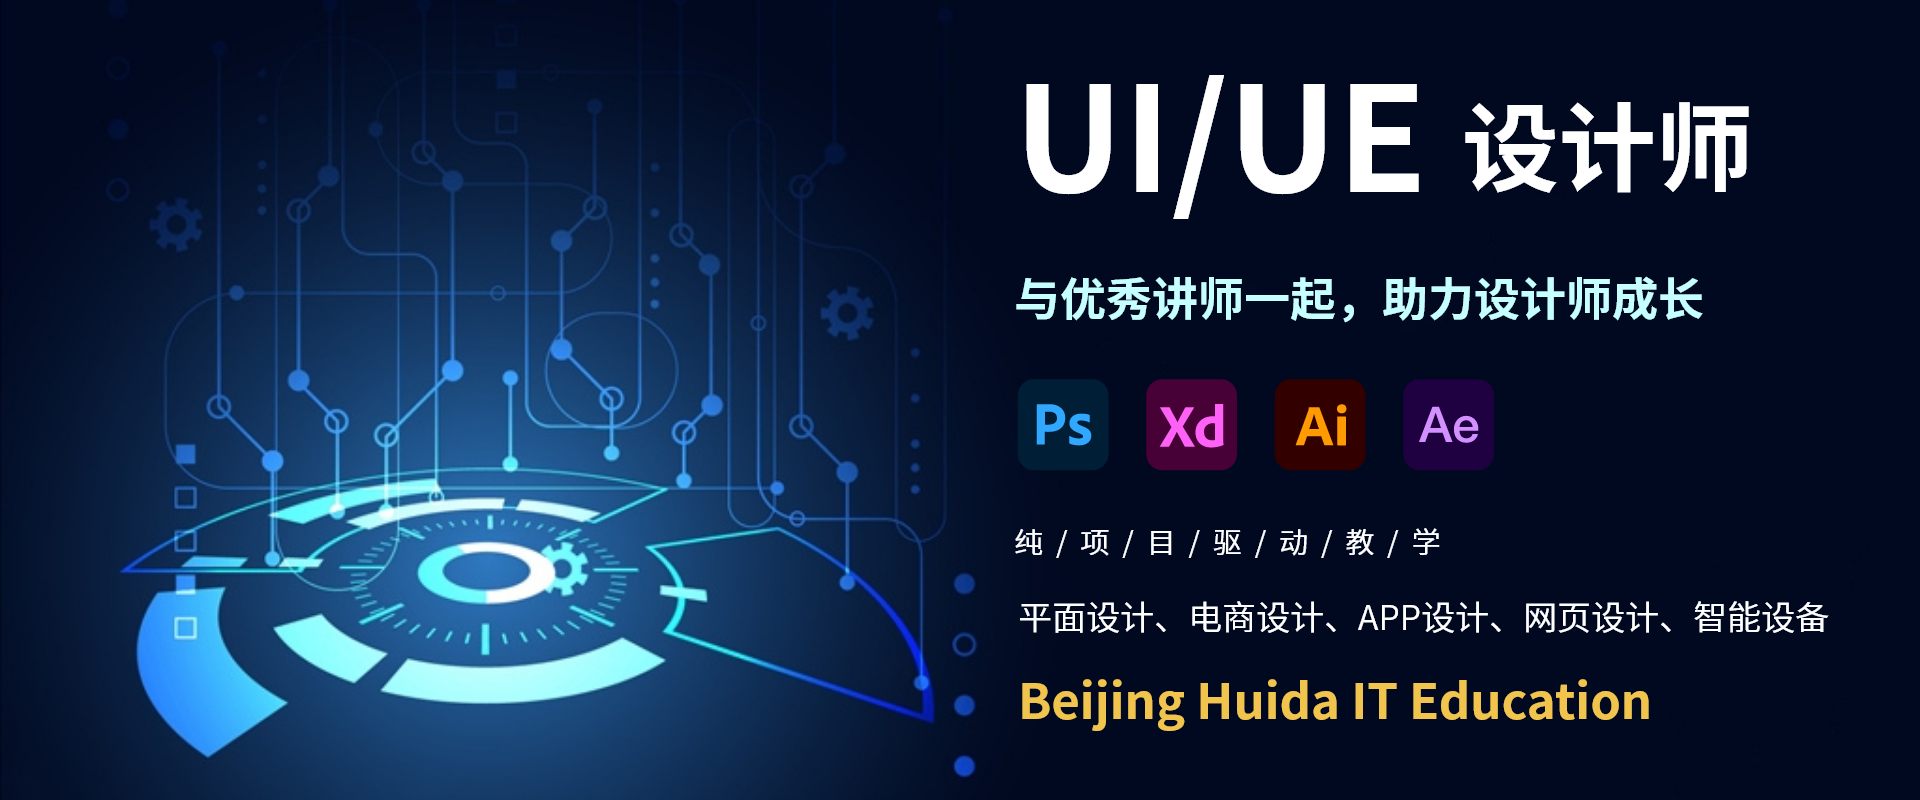 UI/UE 设计师
与优秀讲师一起，助力设计师成长
Ps Xd Ai Ae
纯 / 项 / 目 / 驱 / 动 / 教 / 学
平面设计、电商设计、APP设计、网页设计、智能设备
Beijing Huida IT Education